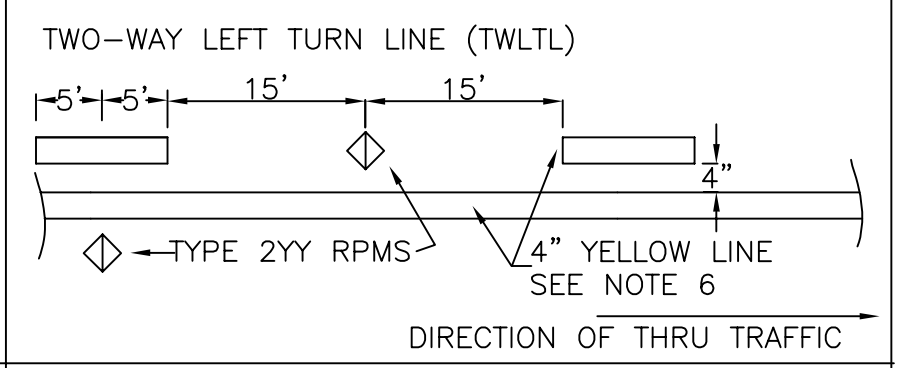 TWO-WAY LEFT TURN LINE (TWLTL)
5' 5' 15' 15'
4"
TYPE 2YY RPMS
4" YELLOW LINE
SEE NOTE 6
DIRECTION OF THRU TRAFFIC